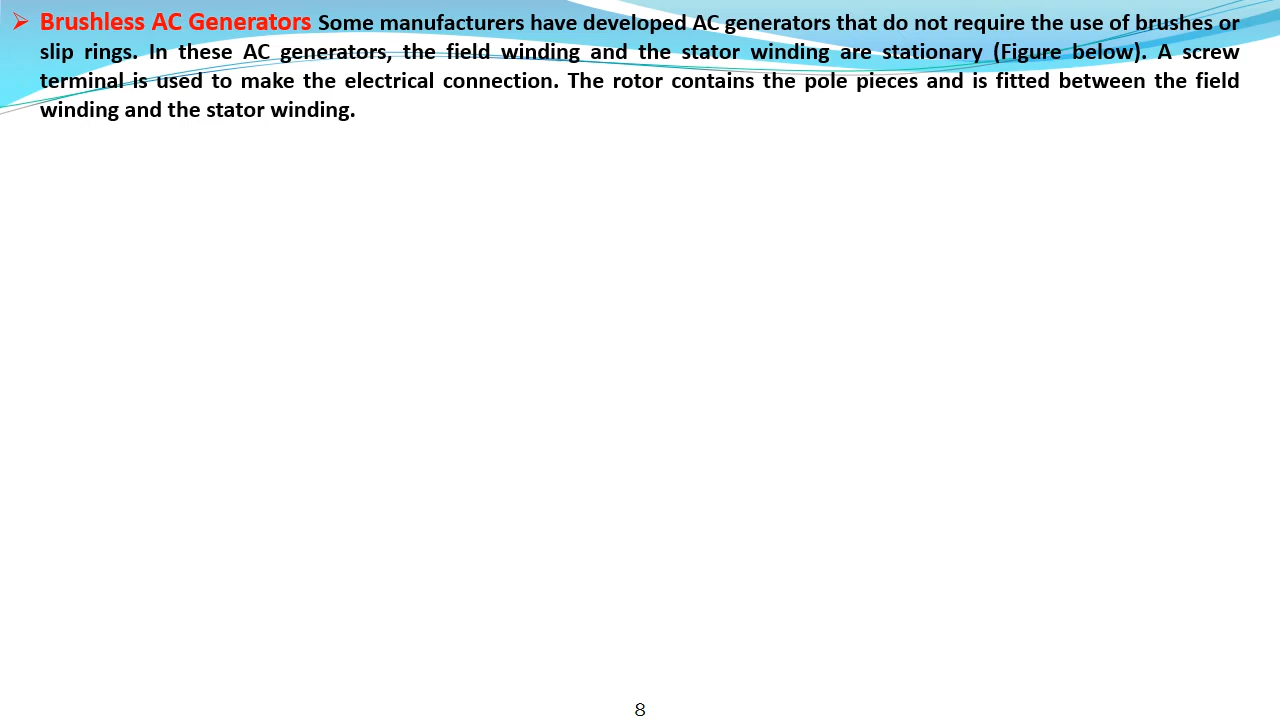 ➢ Brushless AC Generators Some manufacturers have developed AC generators that do not require the use of brushes or
slip rings. In these AC generators, the field winding and the stator winding are stationary (Figure below). A screw
terminal is used to make the electrical connection. The rotor contains the pole pieces and is fitted between the field
winding and the stator winding.
8